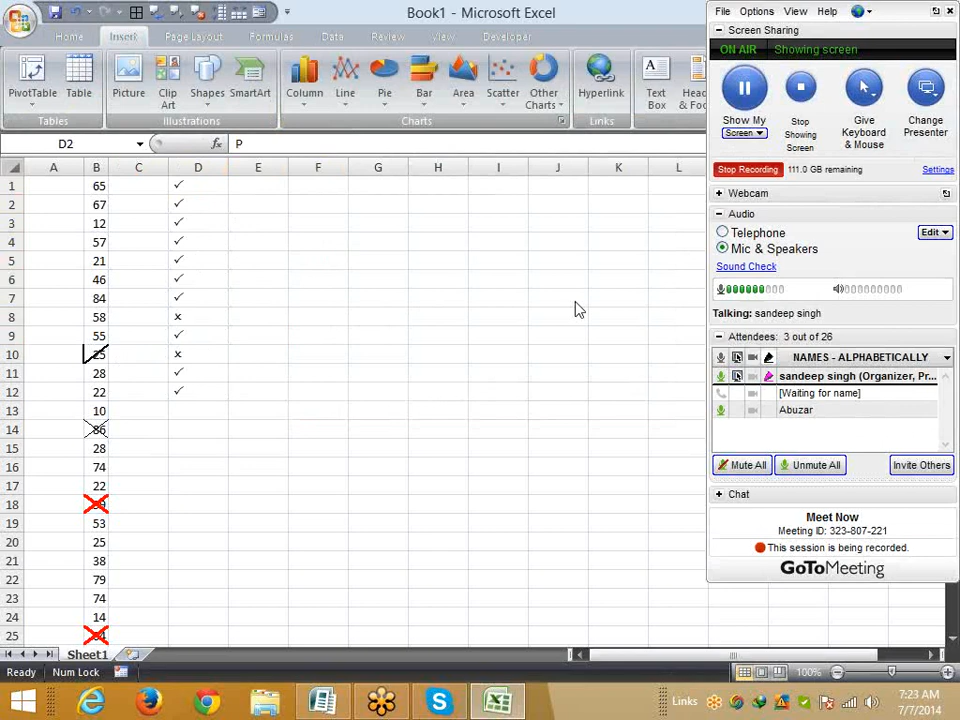 Book1 - Microsoft Excel
Home Insert Page Layout Formulas Data Review View Developer
PivotTable Table Picture Clip Art Shapes SmartArt Column Line Pie Bar Area Scatter Other Charts Hyperlink Text Box Head & Foo
Tables Illustrations Charts Links
D2 fx P
A B C D E F G H I J K L
1 65 ✓
2 67 ✓
3 12 ✓
4 57 ✓
5 21 ✓
6 46 ✓
7 84 ✓
8 58 x
9 55 ✓
10 25 x
11 28 ✓
12 22 ✓
13 10
14 86
15 28
16 74
17 22
18
19 53
20 25
21 38
22 79
23 74
24 14
25
Sheet1
Ready Num Lock 100%
File Options View Help
Screen Sharing
ON AIR Showing screen
Show My Screen
Stop Showing Screen
Give Keyboard & Mouse
Change Presenter
Stop Recording 111.0 GB remaining Settings
Webcam
Audio
Telephone Edit
Mic & Speakers
Sound Check
Talking: sandeep singh
Attendees: 3 out of 26
NAMES - ALPHABETICALLY
sandeep singh (Organizer, Pr...
[Waiting for name]
Abuzar
Mute All Unmute All Invite Others
Chat
Meet Now
Meeting ID: 323-807-221
This session is being recorded.
GoToMeeting
Links
7:23 AM
7/7/2014